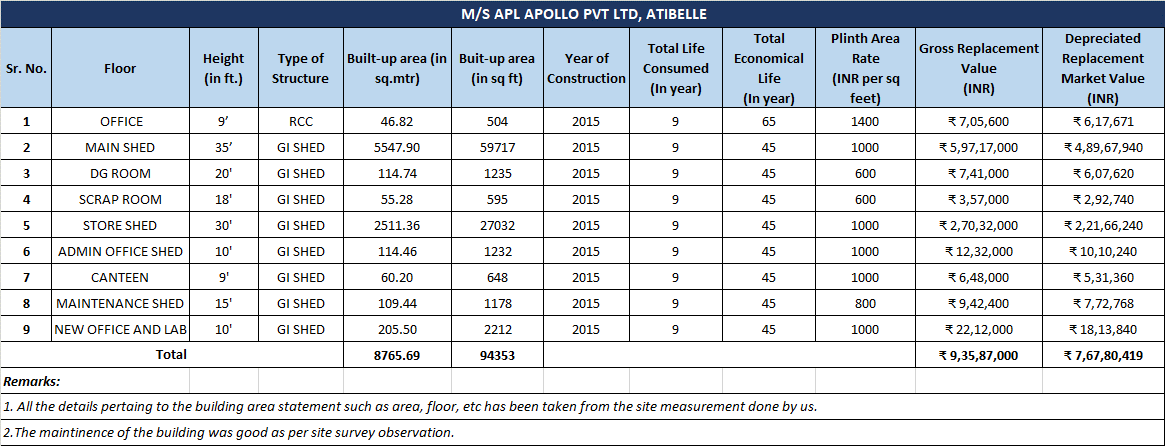 M/S APL APOLLO PVT LTD, ATIBELLE
Sr. No. Floor Height (in ft.) Type of Structure Built-up area (in sq.mtr) Buit-up area (in sq ft) Year of Construction Total Life Consumed (In year) Total Economical Life (In year) Plinth Area Rate (INR per sq feet) Gross Replacement Value (INR) Depreciated Replacement Market Value (INR)
1 OFFICE 9’ RCC 46.82 504 2015 9 65 1400 ₹ 7,05,600 ₹ 6,17,671
2 MAIN SHED 35’ GI SHED 5547.90 59717 2015 9 45 1000 ₹ 5,97,17,000 ₹ 4,89,67,940
3 DG ROOM 20' GI SHED 114.74 1235 2015 9 45 600 ₹ 7,41,000 ₹ 6,07,620
4 SCRAP ROOM 18' GI SHED 55.28 595 2015 9 45 600 ₹ 3,57,000 ₹ 2,92,740
5 STORE SHED 30' GI SHED 2511.36 27032 2015 9 45 1000 ₹ 2,70,32,000 ₹ 2,21,66,240
6 ADMIN OFFICE SHED 10' GI SHED 114.46 1232 2015 9 45 1000 ₹ 12,32,000 ₹ 10,10,240
7 CANTEEN 9' GI SHED 60.20 648 2015 9 45 1000 ₹ 6,48,000 ₹ 5,31,360
8 MAINTENANCE SHED 15' GI SHED 109.44 1178 2015 9 45 800 ₹ 9,42,400 ₹ 7,72,768
9 NEW OFFICE AND LAB 10' GI SHED 205.50 2212 2015 9 45 1000 ₹ 22,12,000 ₹ 18,13,840
Total 8765.69 94353 ₹ 9,35,87,000 ₹ 7,67,80,419
Remarks:
1. All the details pertaing to the building area statement such as area, floor, etc has been taken from the site measurement done by us.
2.The maintinence of the building was good as per site survey observation.